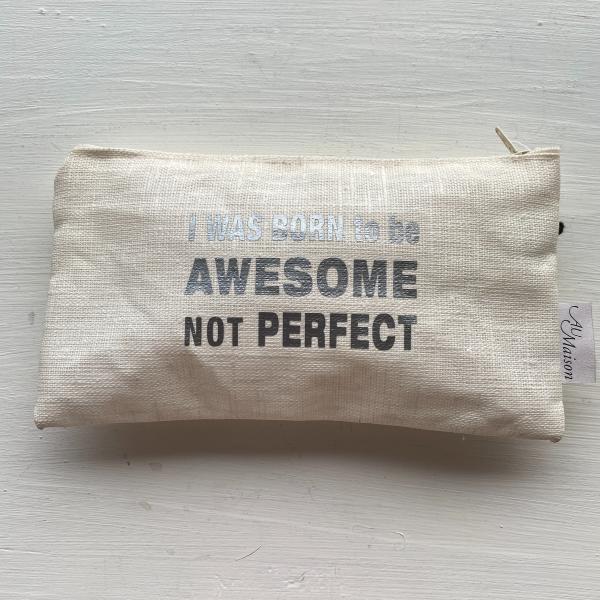 I WAS BORN to be
AWESOME
NOT PERFECT
AU Maison